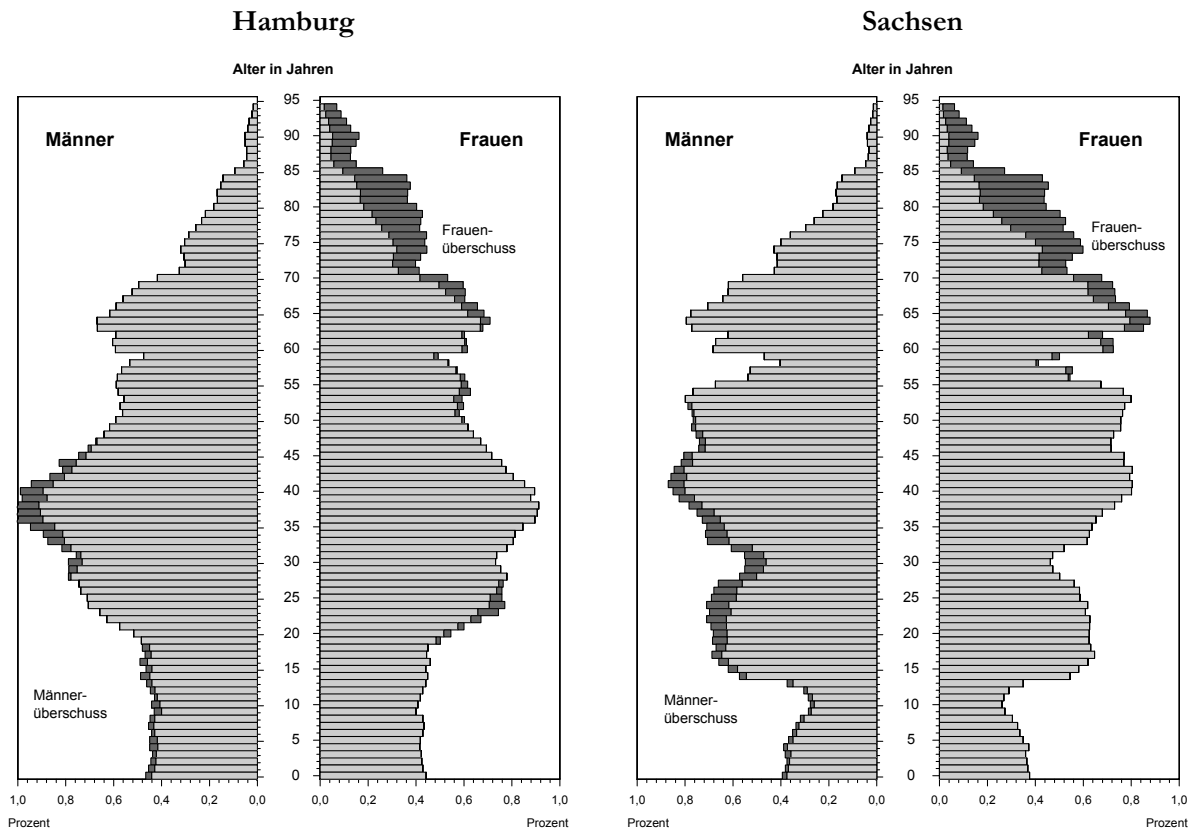 Hamburg
Sachsen
Alter in Jahren
Alter in Jahren
Männer
Frauen
Männer
Frauen
95
90
85
80
75
70
65
60
55
50
45
40
35
30
25
20
15
10
5
0
95
90
85
80
75
70
65
60
55
50
45
40
35
30
25
20
15
10
5
0
Frauen-
überschuss
Frauen-
überschuss
Männer-
überschuss
Männer-
überschuss
1,0 0,8 0,6 0,4 0,2 0,0
0,0 0,2 0,4 0,6 0,8 1,0
1,0 0,8 0,6 0,4 0,2 0,0
0,0 0,2 0,4 0,6 0,8 1,0
Prozent
Prozent
Prozent
Prozent